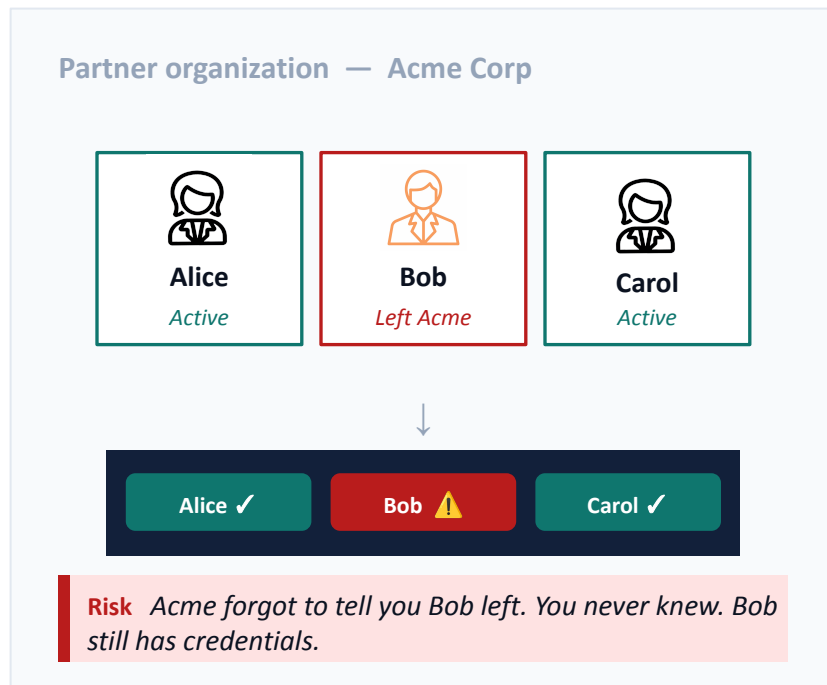 Partner organization — Acme Corp
Alice
Bob
Carol
Active
Left Acme
Active
Alice ✓
Bob ⚠️
Carol ✓
Risk Acme forgot to tell you Bob left. You never knew. Bob
still has credentials.